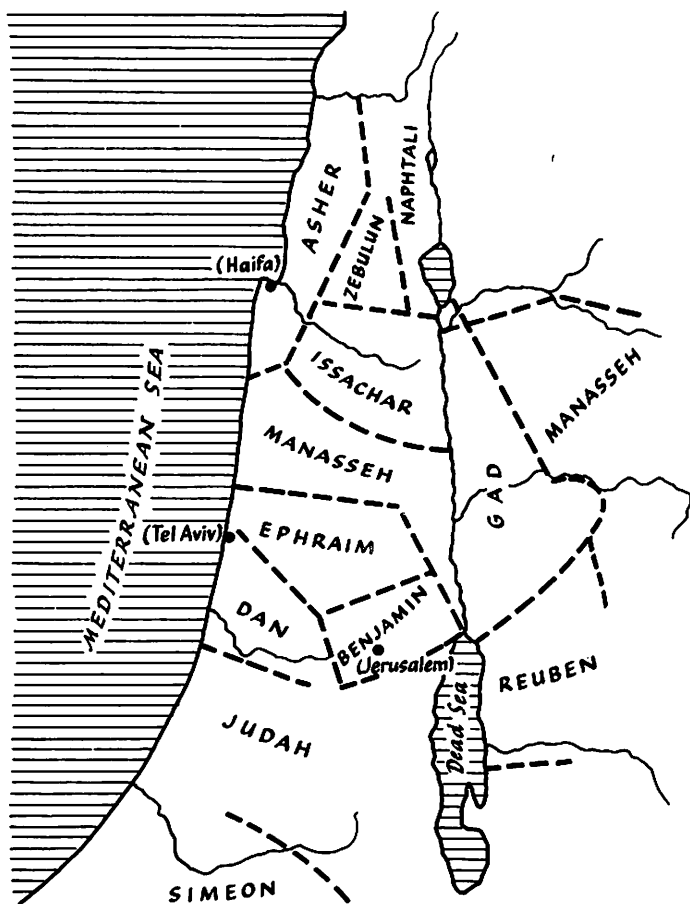 ASHER
NAPHTALI
ZEBULUN
(Haifa)
ISSACHAR
MANASSEH
MEDITERRANEAN SEA
MANASSEH
GAD
(Tel Aviv)
EPHRAIM
DAN
BENJAMIN
(Jerusalem)
REUBEN
Dead Sea
JUDAH
SIMEON